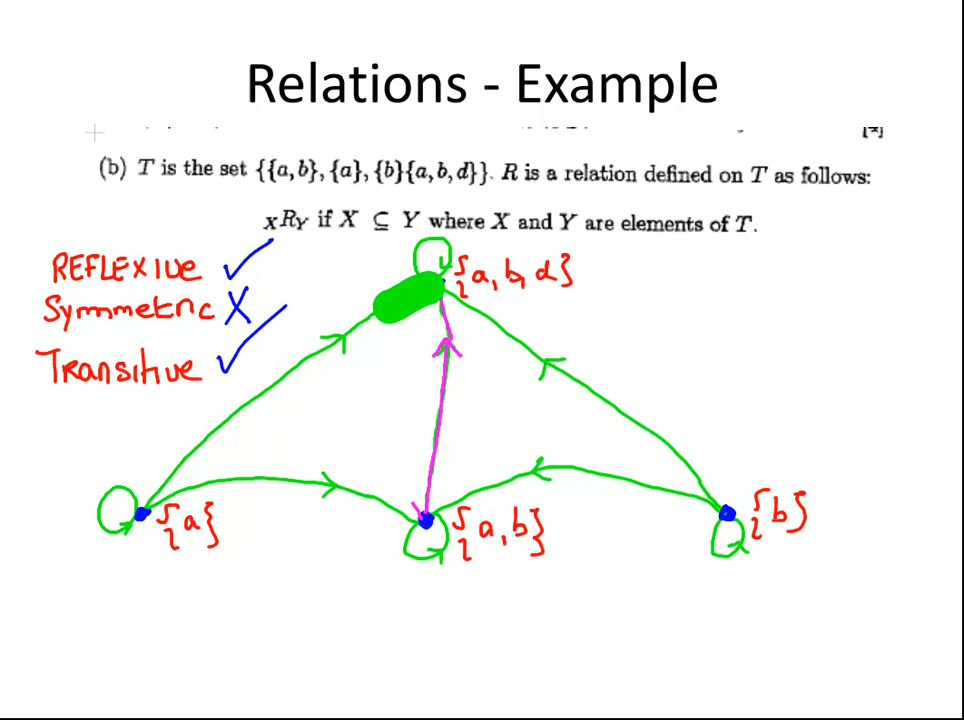 Relations - Example
[4]
(b) T is the set {{a,b},{a},{b}{a,b,d}}. R is a relation defined on T as follows:
XRY if X ⊆ Y where X and Y are elements of T.
REFLEXIVE ✓
Symmetric X
Transitive ✓
{a,b,d}
{a}
{a,b}
{b}